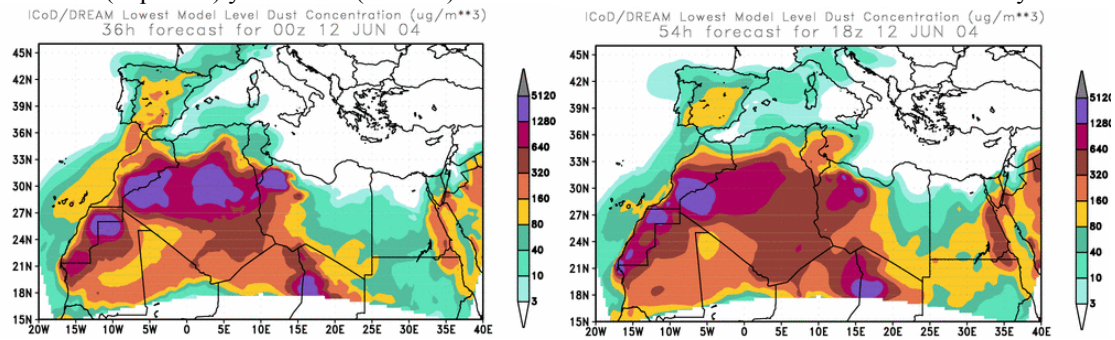 ICoD/DREAM Lowest Model Level Dust Concentration (ug/m**3)
36h forecast for 00z 12 JUN 04
45N
42N
39N
36N
33N
30N
27N
24N
21N
18N
15N
20W 15W 10W 5W 0 5E 10E 15E 20E 25E 30E 35E 40E
5120
1280
640
320
160
80
40
10
3
ICoD/DREAM Lowest Model Level Dust Concentration (ug/m**3)
54h forecast for 18z 12 JUN 04
45N
42N
39N
36N
33N
30N
27N
24N
21N
18N
15N
20W 15W 10W 5W 0 5E 10E 15E 20E 25E 30E 35E 40E
5120
1280
640
320
160
80
40
10
3